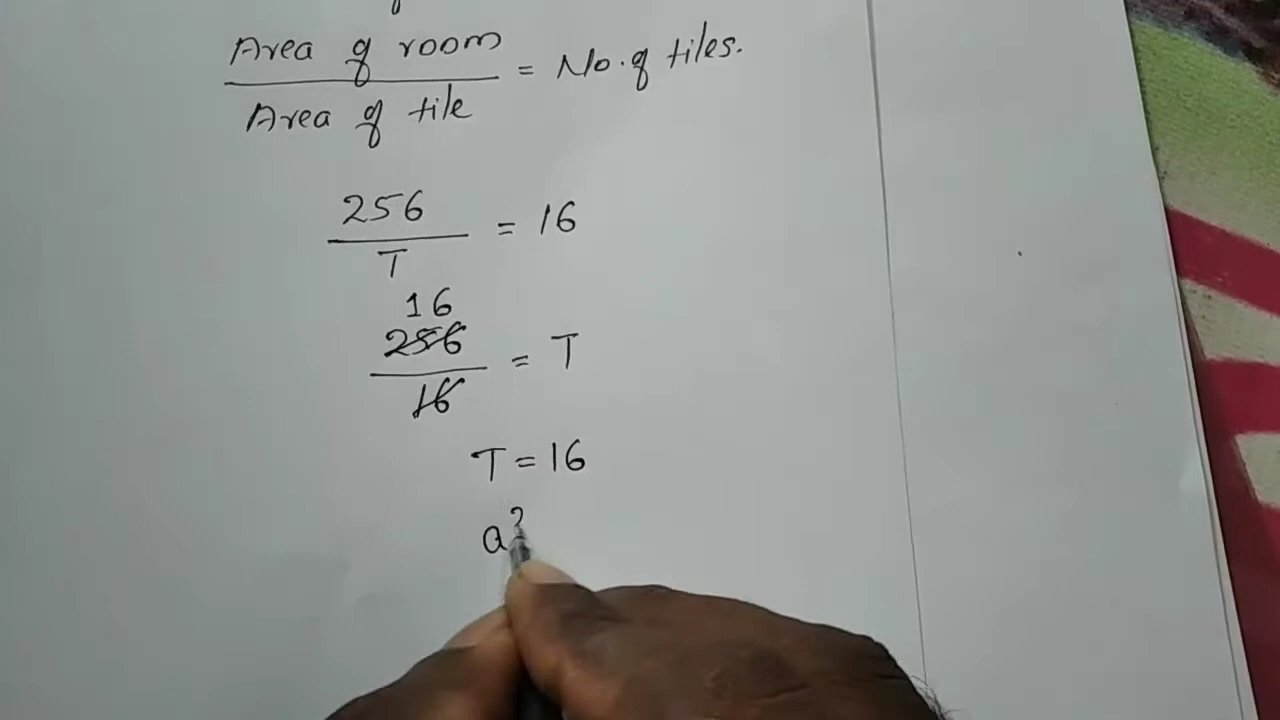 Area of room
———————— = No. of tiles.
Area of tile
256
——— = 16
T
16
256
——— = T
16
T = 16
a²